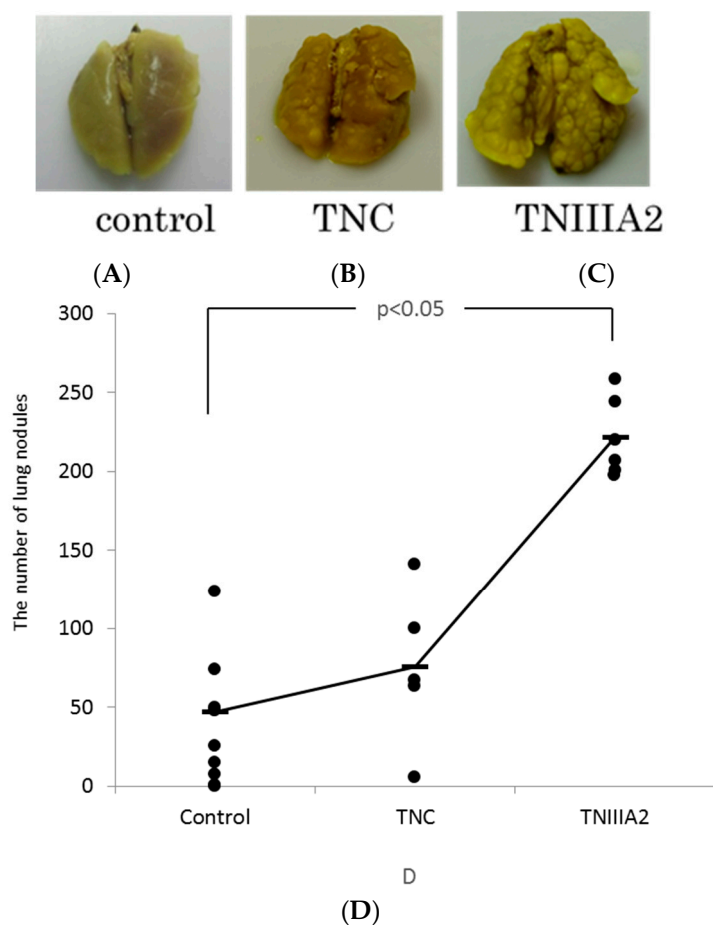 control TNC TNIIIA2
(A) (B) (C)
300
p<0.05
250
200
150
100
50
0
The number of lung nodules
Control TNC TNIIIA2
D
(D)